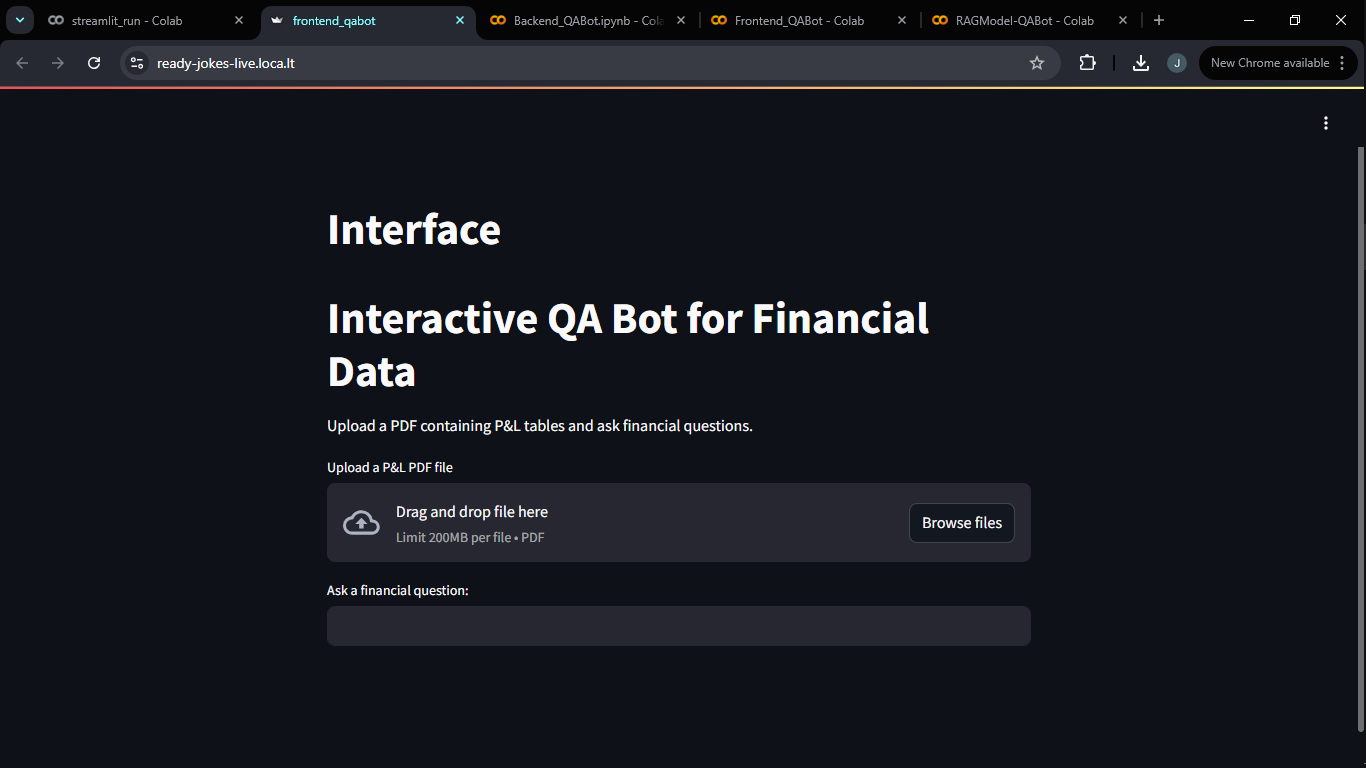 streamlit_run - Colab
frontend_qabot
Backend_QABot.ipynb - Cola
Frontend_QABot - Colab
RAGModel-QABot - Colab
ready-jokes-live.loca.lt
J
New Chrome available
Interface
Interactive QA Bot for Financial
Data
Upload a PDF containing P&L tables and ask financial questions.
Upload a P&L PDF file
Drag and drop file here
Limit 200MB per file • PDF
Browse files
Ask a financial question: